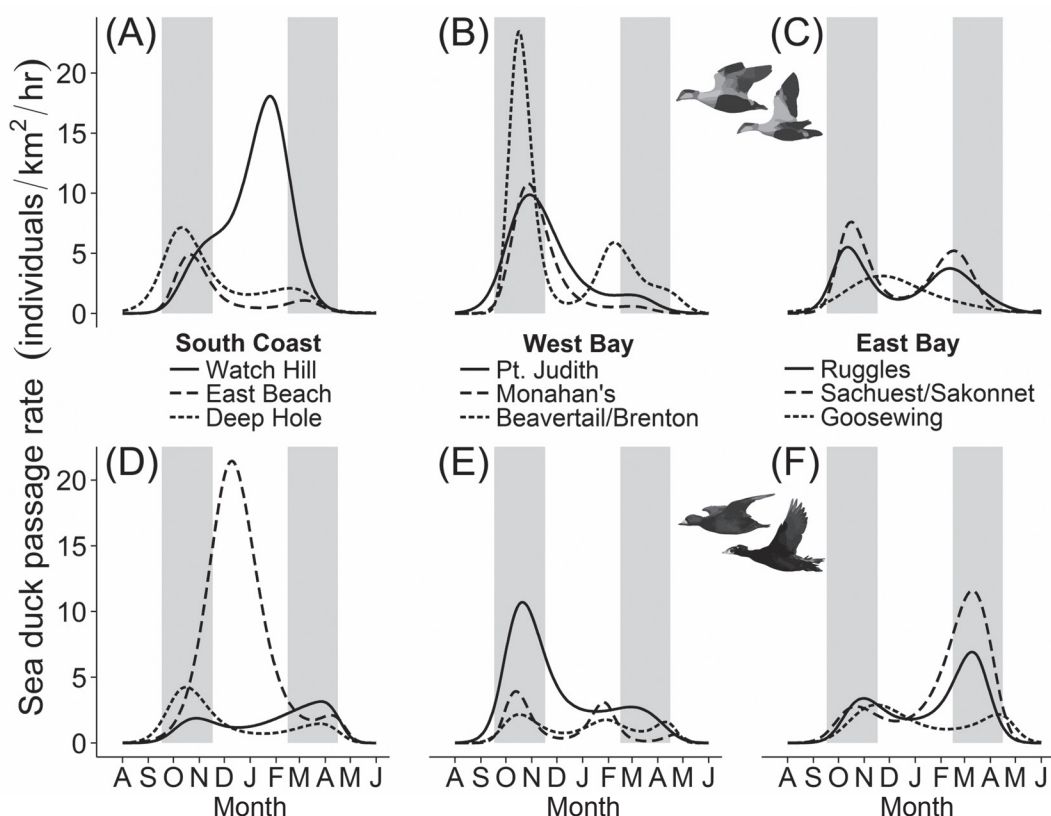 (A) (B) (C)
Sea duck passage rate (individuals/km²/hr)
20
15
10
5
0
South Coast
Watch Hill
East Beach
Deep Hole
West Bay
Pt. Judith
Monahan's
Beavertail/Brenton
East Bay
Ruggles
Sachuest/Sakonnet
Goosewing
(D) (E) (F)
20
15
10
5
0
A S O N D J F M A M J
Month
A S O N D J F M A M J
Month
A S O N D J F M A M J
Month